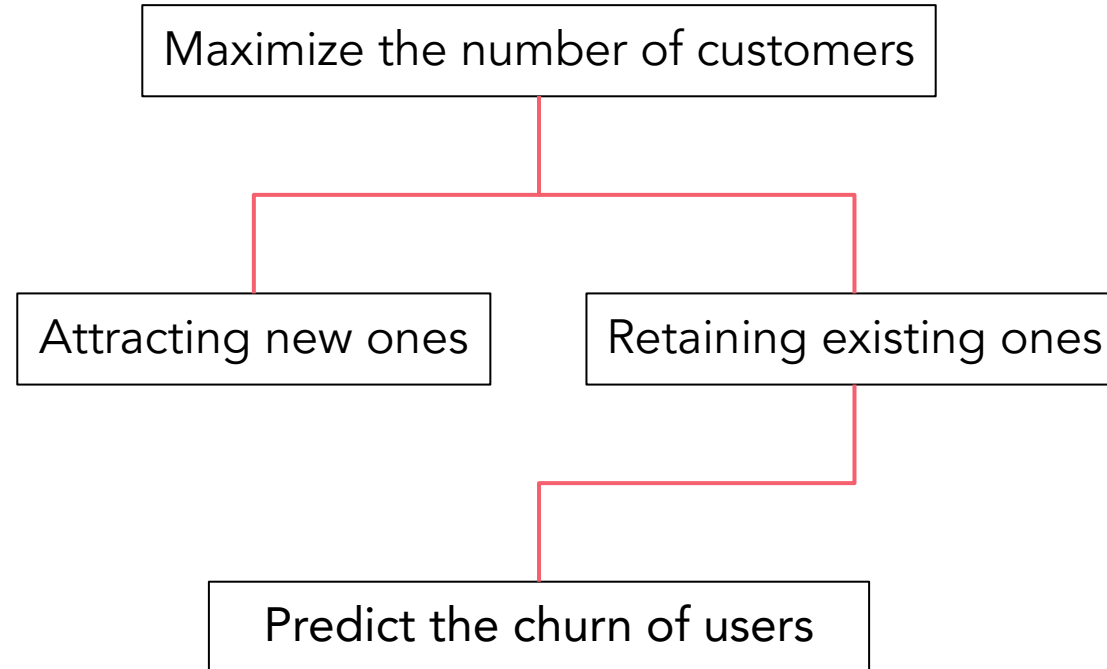 Maximize the number of customers
Attracting new ones
Retaining existing ones
Predict the churn of users